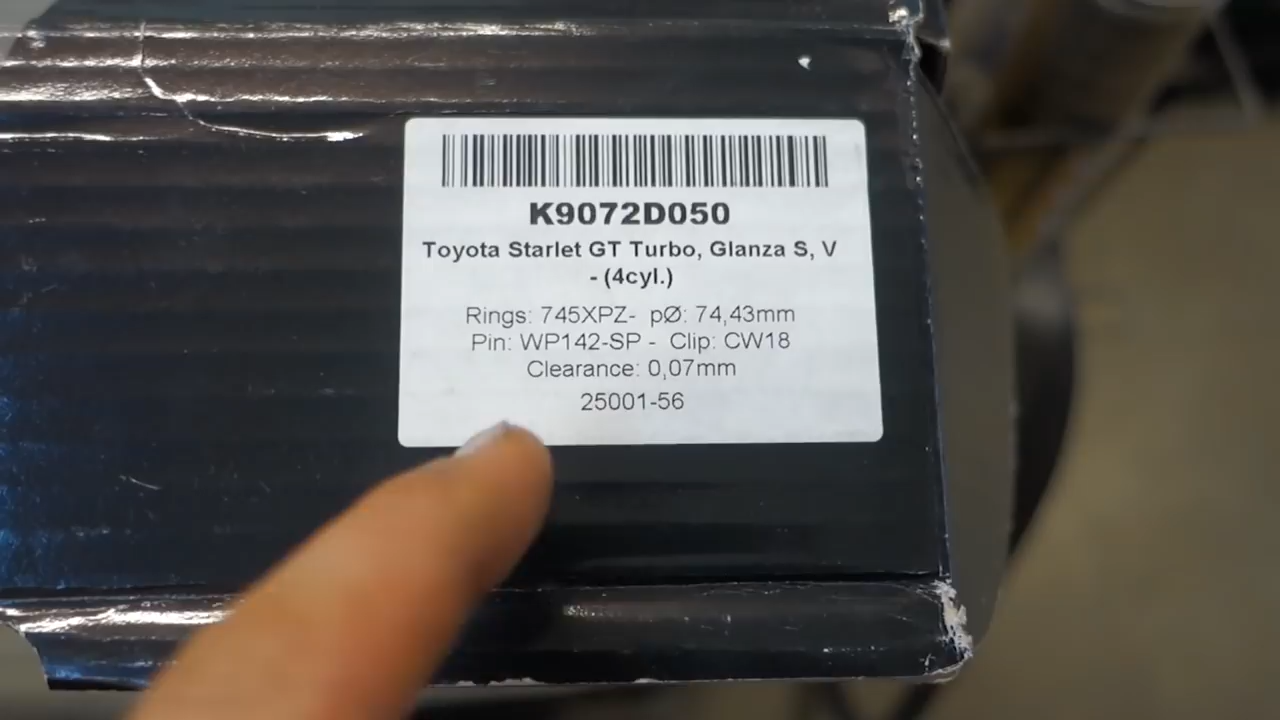 K9072D050
Toyota Starlet GT Turbo, Glanza S, V
- (4cyl.)
Rings: 745XPZ- pØ: 74,43mm
Pin: WP142-SP - Clip: CW18
Clearance: 0,07mm
25001-56